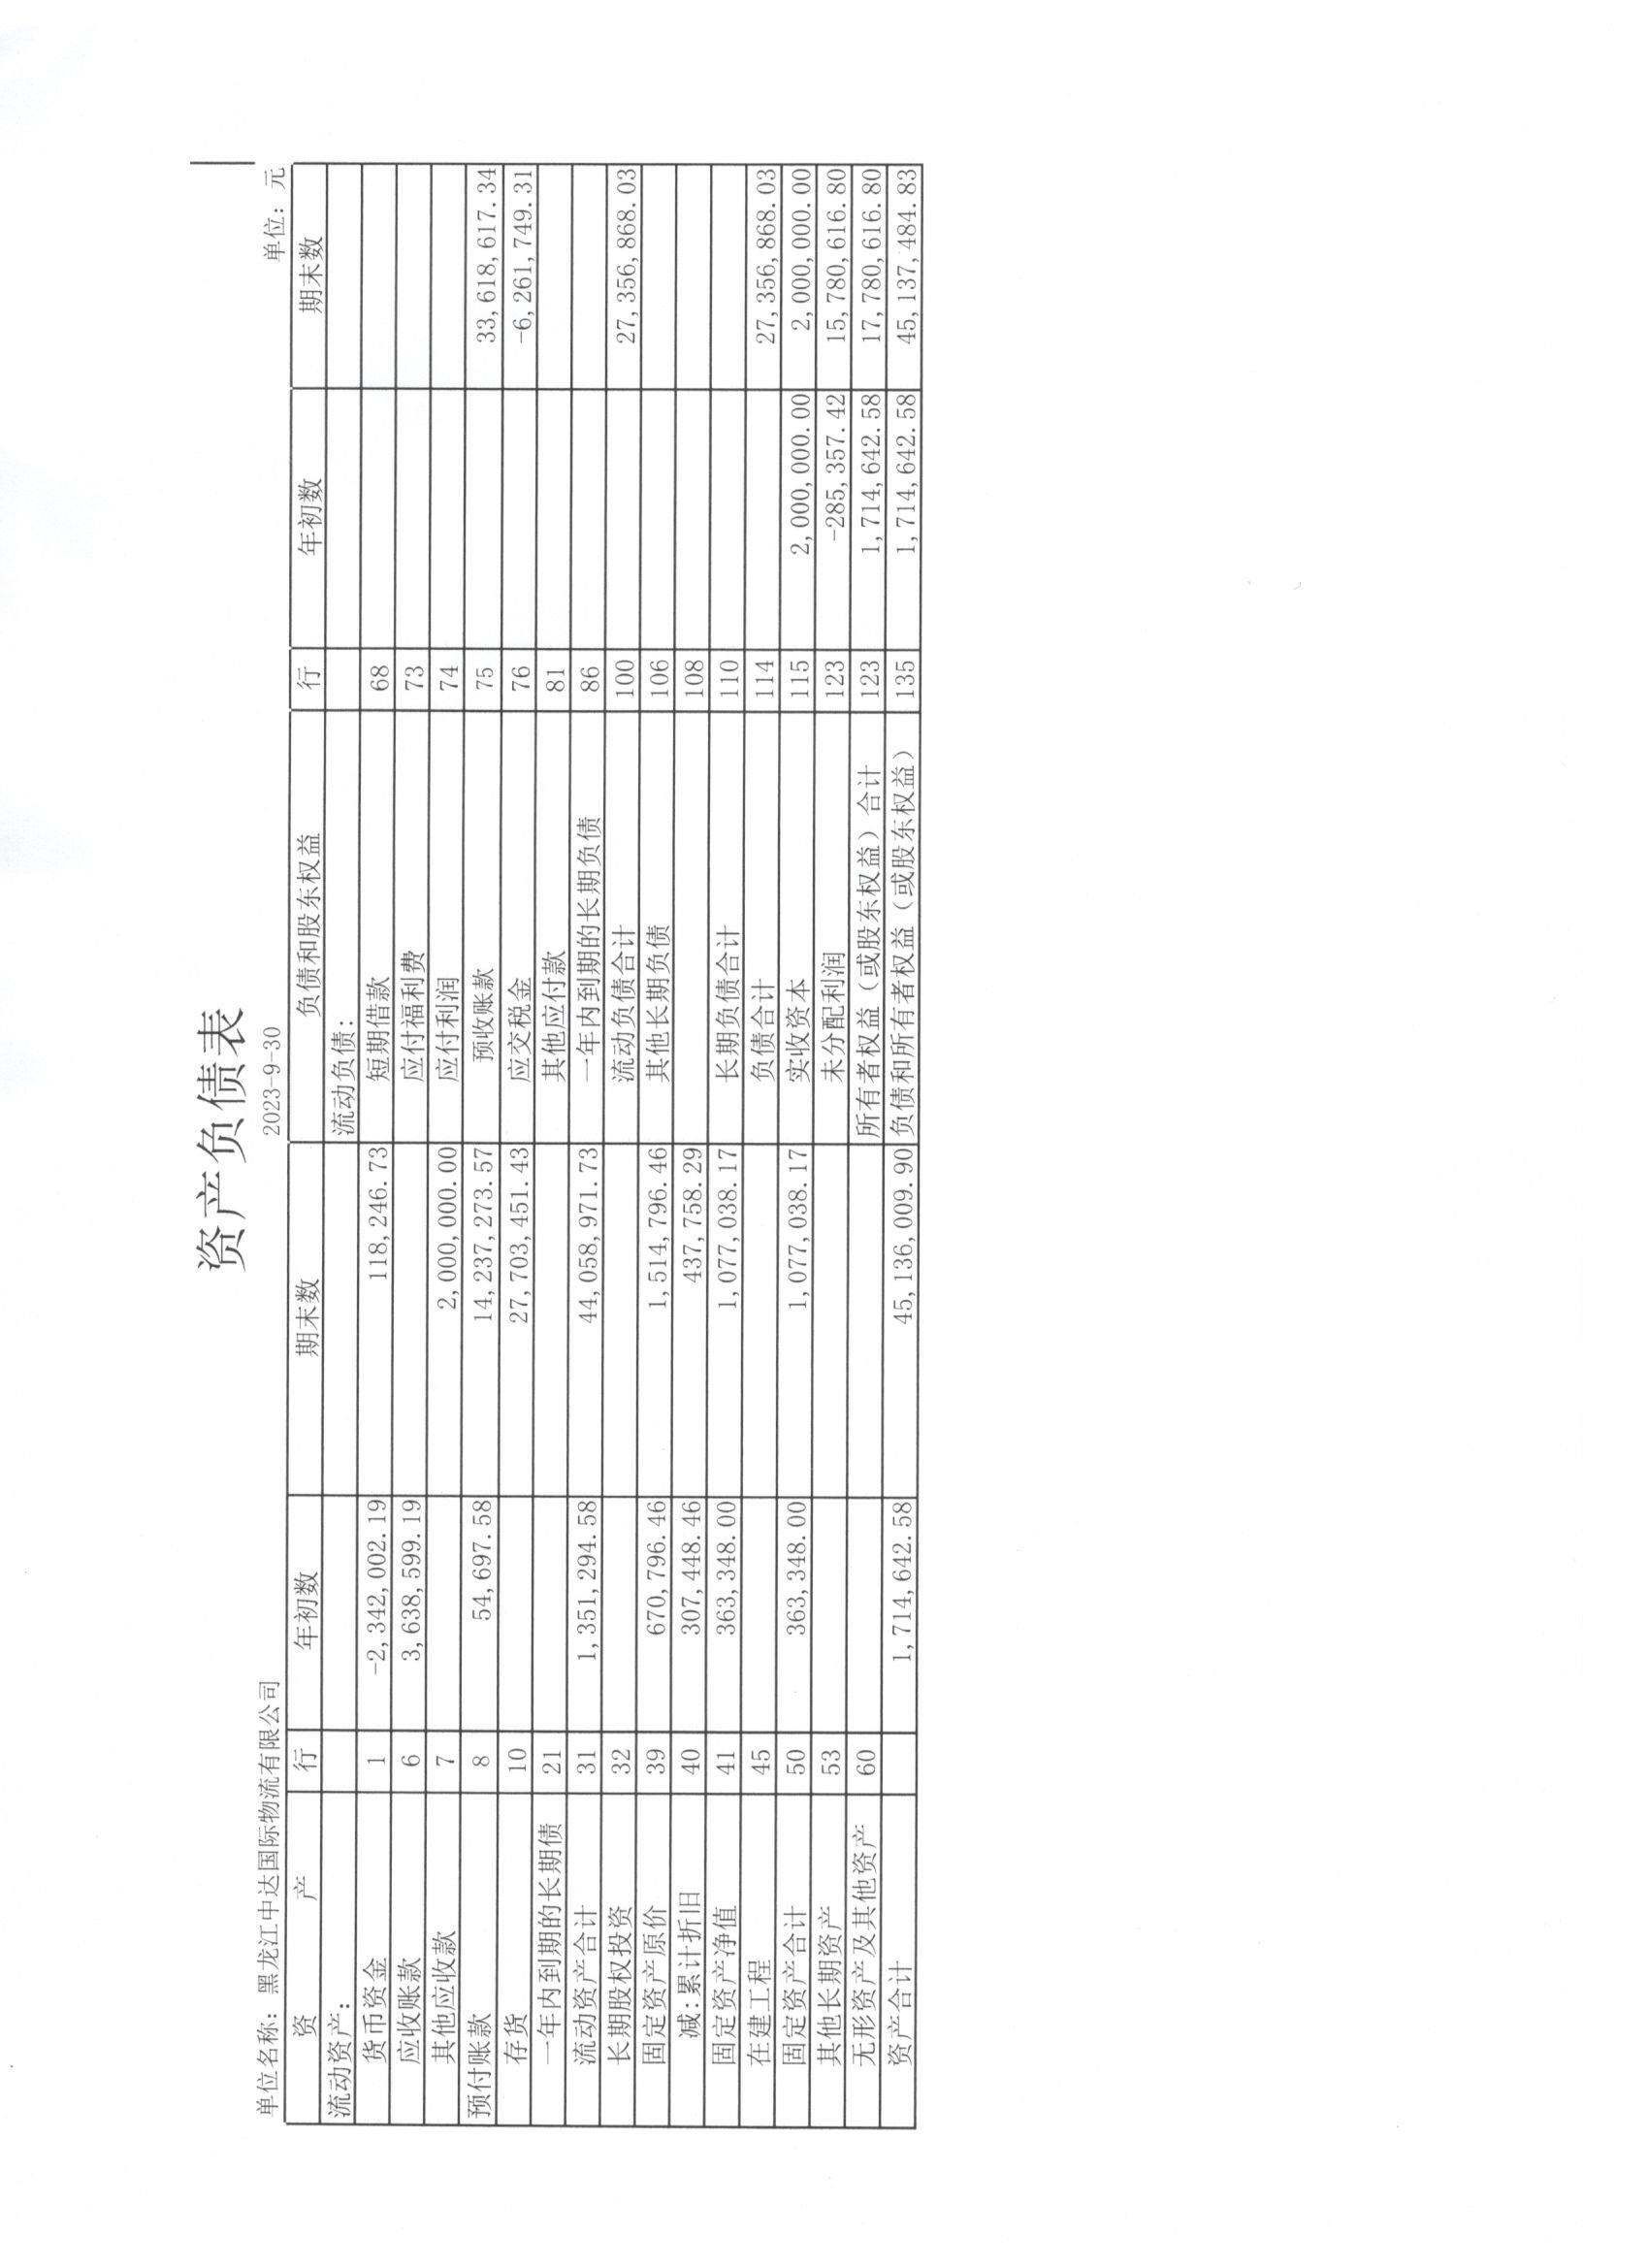 资产负债表
单位名称：黑龙江中达国际物流有限公司 2023-9-30 单位：元
资 产 行 年初数 期末数 负债和股东权益 行 年初数 期末数
流动资产： 流动负债：
货币资金 1 -2,342,002.19 118,246.73 短期借款 68
应收账款 6 3,638,599.19 应付福利费 73
其他应收款 7 2,000,000.00 应付利润 74
预付账款 8 54,697.58 14,237,273.57 预收账款 75 33,618,617.34
存货 10 27,703,451.43 应交税金 76 -6,261,749.31
一年内到期的长期债 21 其他应付款 81
流动资产合计 31 1,351,294.58 44,058,971.73 一年内到期的长期负债 86
长期股权投资 32 流动负债合计 100 27,356,868.03
固定资产原价 39 670,796.46 1,514,796.46 其他长期负债 106
减:累计折旧 40 307,448.46 437,758.29 108
固定资产净值 41 363,348.00 1,077,038.17 长期负债合计 110
在建工程 45 负债合计 114 27,356,868.03
固定资产合计 50 363,348.00 1,077,038.17 实收资本 115 2,000,000.00 2,000,000.00
其他长期资产 53 未分配利润 123 -285,357.42 15,780,616.80
无形资产及其他资产 60 所有者权益（或股东权益）合计 123 1,714,642.58 17,780,616.80
资产合计 1,714,642.58 45,136,009.90 负债和所有者权益（或股东权益） 135 1,714,642.58 45,137,484.83